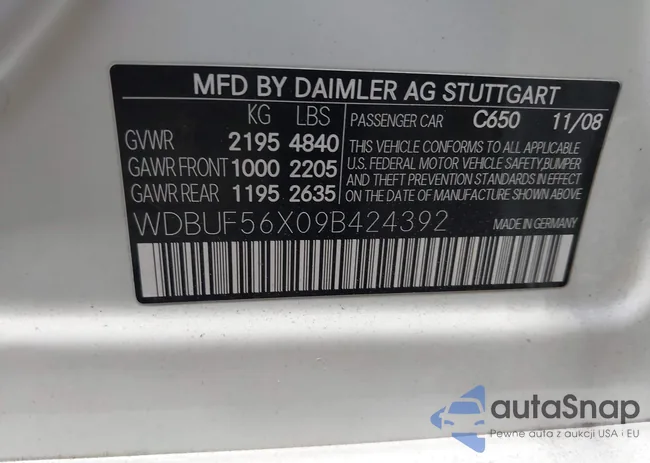 MFD BY DAIMLER AG STUTTGART
KG LBS
GVWR 2195 4840
GAWR FRONT 1000 2205
GAWR REAR 1195 2635
PASSENGER CAR C650 11/08
THIS VEHICLE CONFORMS TO ALL APPLICABLE
U.S. FEDERAL MOTOR VEHICLE SAFETY, BUMPER
AND THEFT PREVENTION STANDARDS IN EFFECT
ON THE DATE OF MANUFACTURE SHOWN ABOVE.
WDBUF56X09B424392
MADE IN GERMANY
autaSnap
Pewne auta z aukcji USA i EU